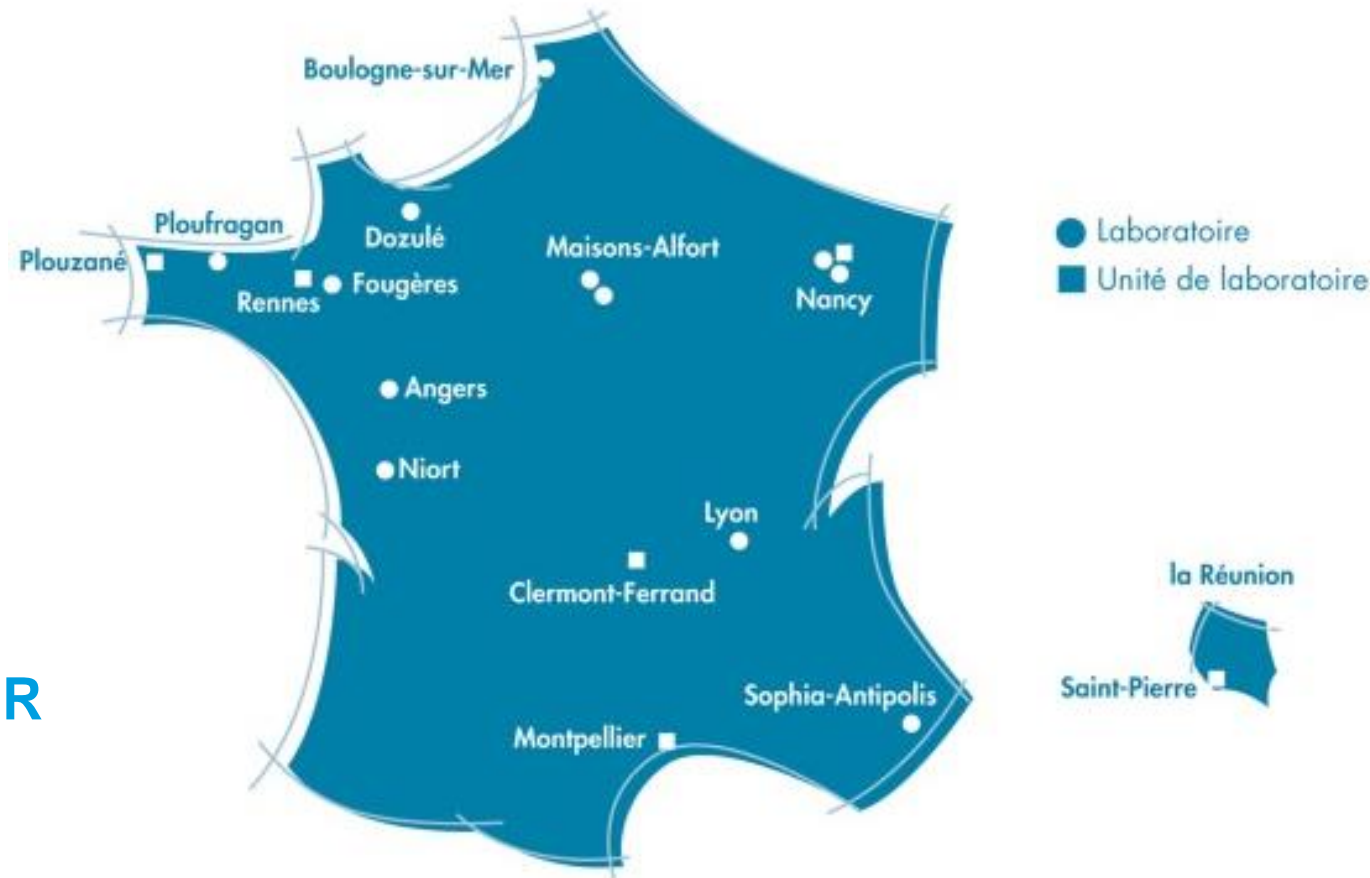 Boulogne-sur-Mer
Ploufragan
Dozulé
Plouzané
Maisons-Alfort
Laboratoire
Rennes
Fougères
Nancy
Unité de laboratoire
Angers
Niort
Lyon
Clermont-Ferrand
la Réunion
R
Sophia-Antipolis
Saint-Pierre
Montpellier